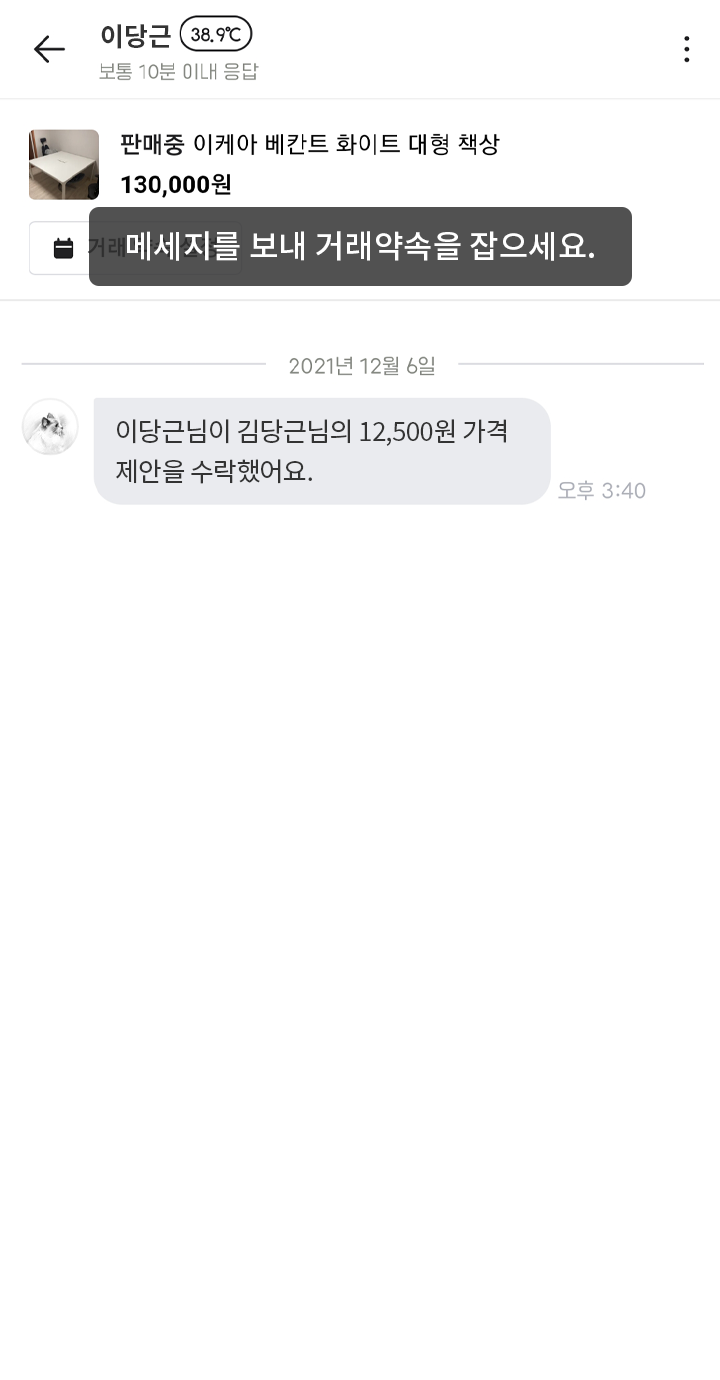 이당근 38.9℃
보통 10분 이내 응답
판매중 이케아 베칸트 화이트 대형 책상
130,000원
거래
메세지를 보내 거래약속을 잡으세요.
2021년 12월 6일
이당근님이 김당근님의 12,500원 가격
제안을 수락했어요.
오후 3:40